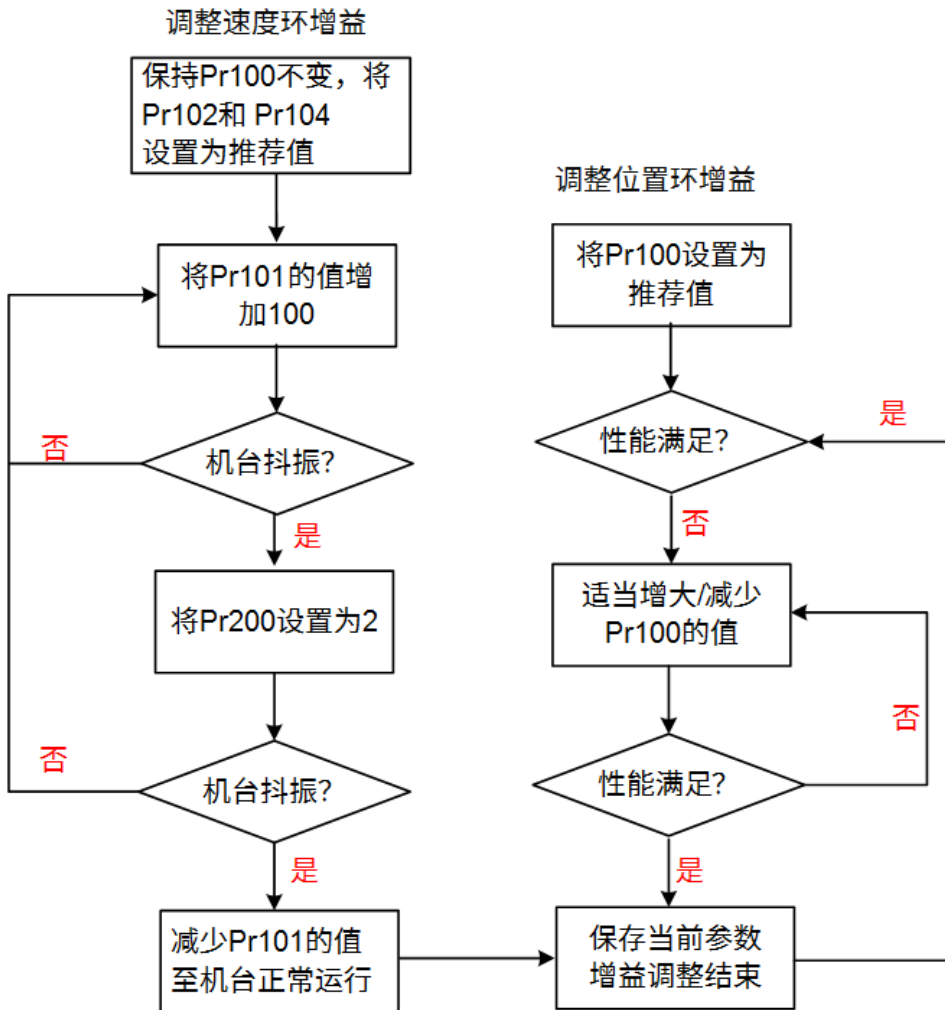 调整速度环增益
保持Pr100不变，将
Pr102和 Pr104
设置为推荐值
将Pr101的值增
加100
机台抖振？
否
是
将Pr200设置为2
机台抖振？
否
是
减少Pr101的值
至机台正常运行
调整位置环增益
将Pr100设置为
推荐值
性能满足？
是
否
适当增大/减少
Pr100的值
否
性能满足？
是
保存当前参数
增益调整结束